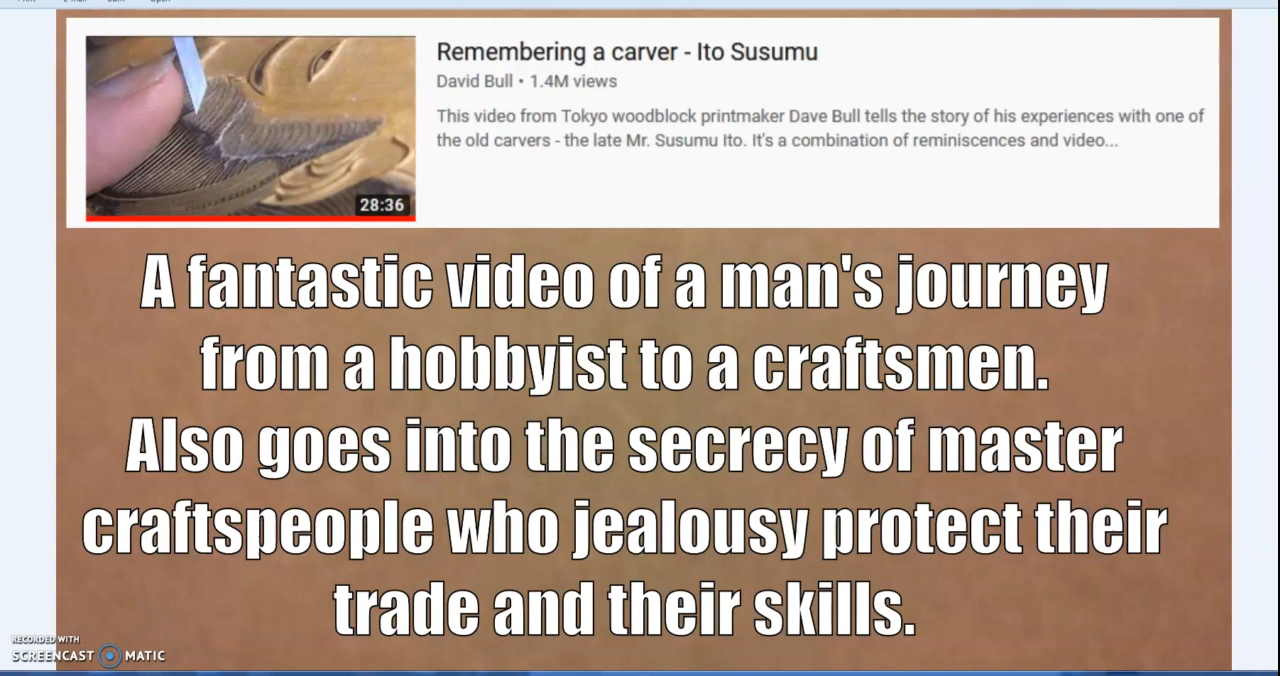 Remembering a carver - Ito Susumu
David Bull • 1.4M views
This video from Tokyo woodblock printmaker Dave Bull tells the story of his experiences with one of
the old carvers - the late Mr. Susumu Ito. It's a combination of reminiscences and video...
28:36
A fantastic video of a man's journey
from a hobbyist to a craftsmen.
Also goes into the secrecy of master
craftspeople who jealousy protect their
trade and their skills.
RECORDED WITH
SCREENCAST MATIC